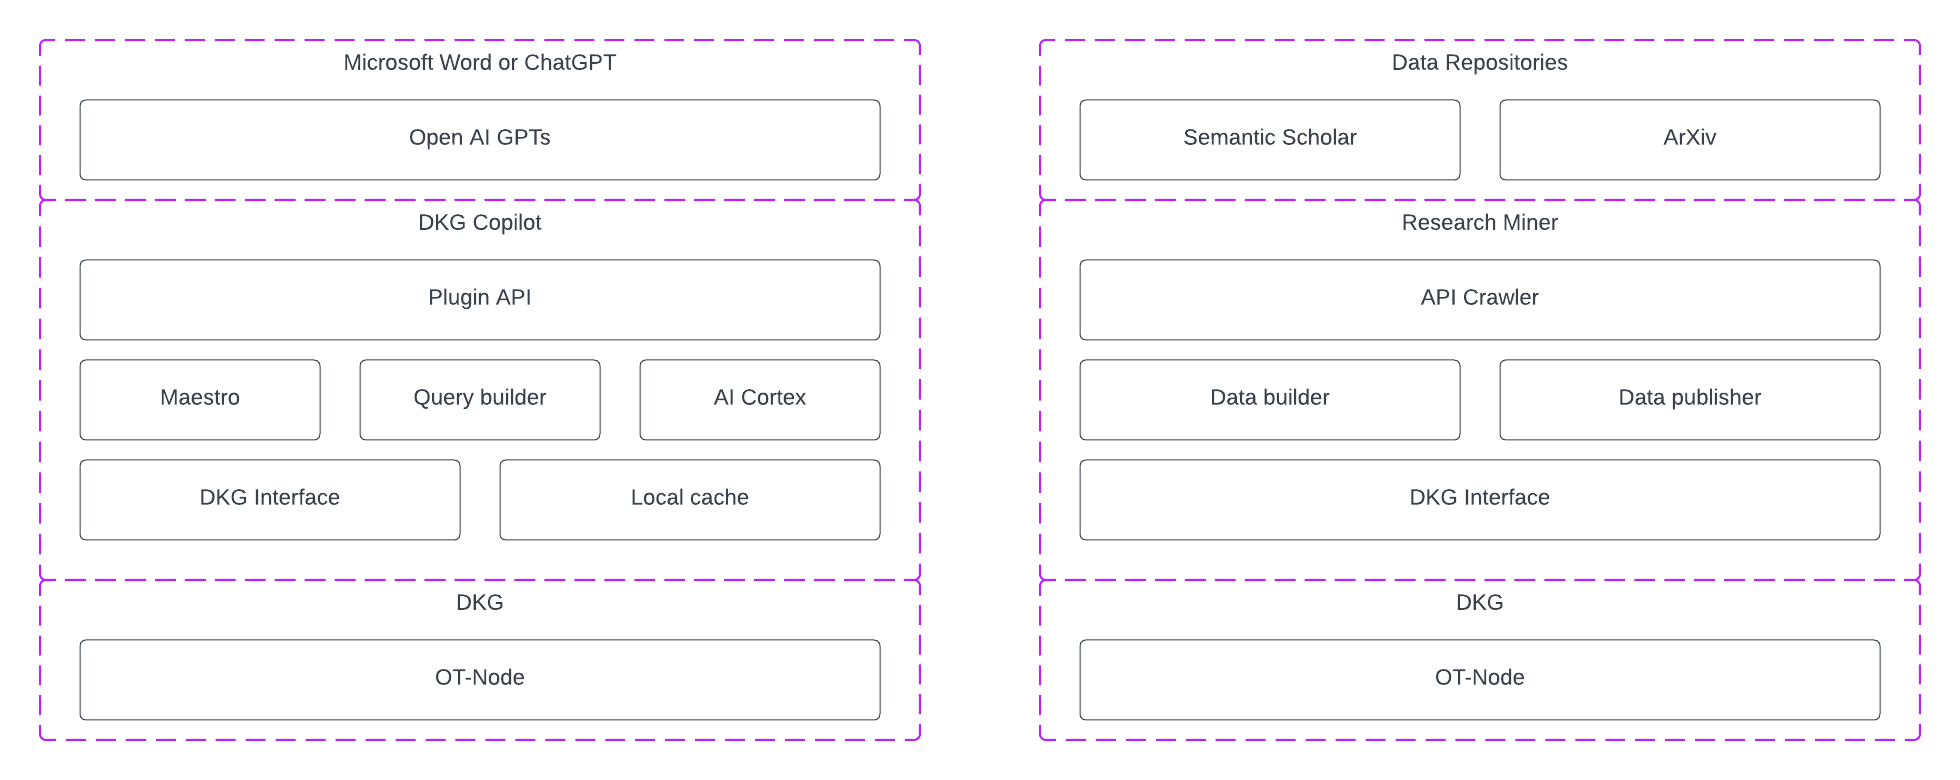 Microsoft Word or ChatGPT
Open AI GPTs
DKG Copilot
Plugin API
Maestro
Query builder
AI Cortex
DKG Interface
Local cache
DKG
OT-Node
Data Repositories
Semantic Scholar
ArXiv
Research Miner
API Crawler
Data builder
Data publisher
DKG Interface
DKG
OT-Node